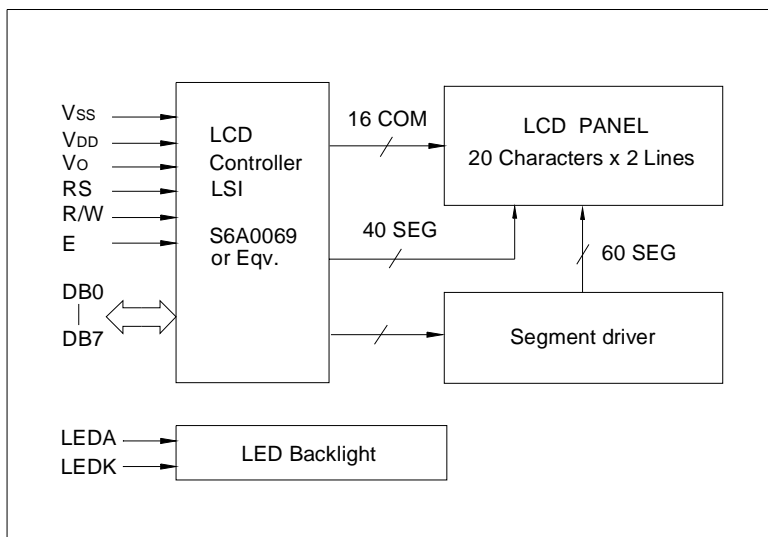 Vss
VDD
Vo
RS
R/W
E
DB0
DB7
LCD
Controller
LSI
S6A0069
or Eqv.
16 COM
40 SEG
LCD PANEL
20 Characters x 2 Lines
60 SEG
Segment driver
LEDA
LEDK
LED Backlight